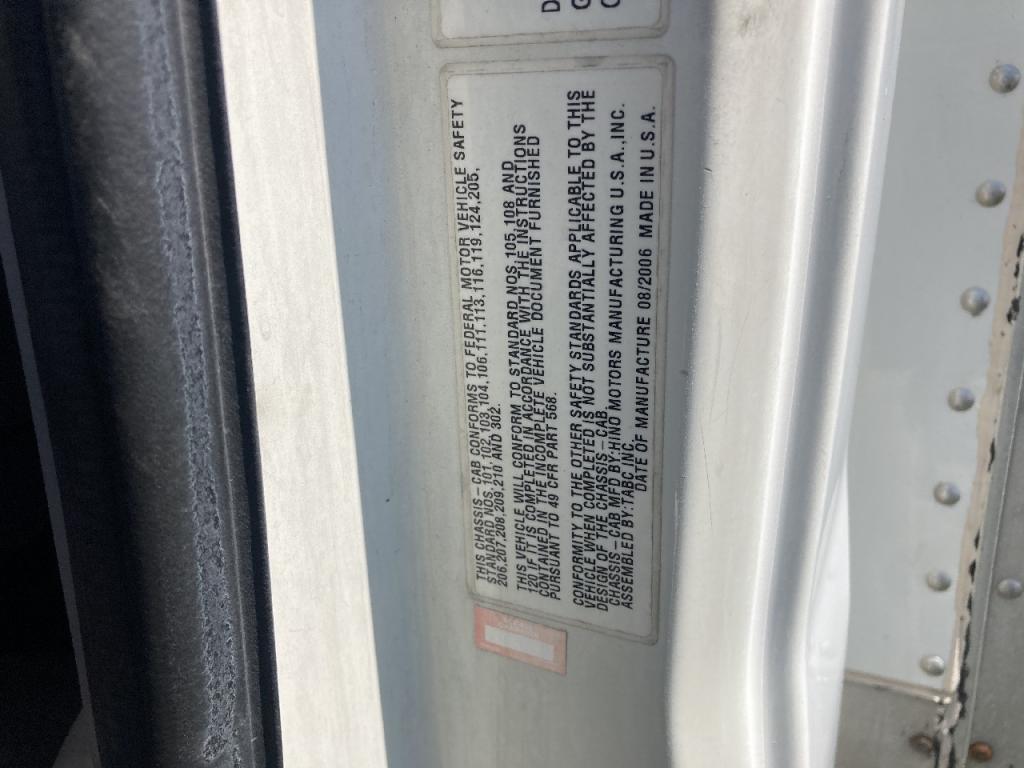 THIS CHASSIS-CAB CONFORMS TO FEDERAL MOTOR VEHICLE SAFETY
STANDARD NOS.101,102,103,104,106,111,113,116,119,124,205,
206,207,208,209,210 AND 302.
THIS VEHICLE WILL CONFORM TO STANDARD NOS.105,108 AND
120 IF IT IS COMPLETED IN ACCORDANCE WITH THE INSTRUCTIONS
CONTAINED IN THE INCOMPLETE VEHICLE DOCUMENT FURNISHED
PURSUANT TO 49 CFR PART 568.
CONFORMITY TO THE OTHER SAFETY STANDARDS APPLICABLE TO THIS
VEHICLE WHEN COMPLETED IS NOT SUBSTANTIALLY AFFECTED BY THE
DESIGN OF THE CHASSIS-CAB.
CHASSIS-CAB MFD BY:HINO MOTORS MANUFACTURING U.S.A.,INC.
ASSEMBLED BY:TABC INC.
DATE OF MANUFACTURE 08/2006 MADE IN U.S.A.